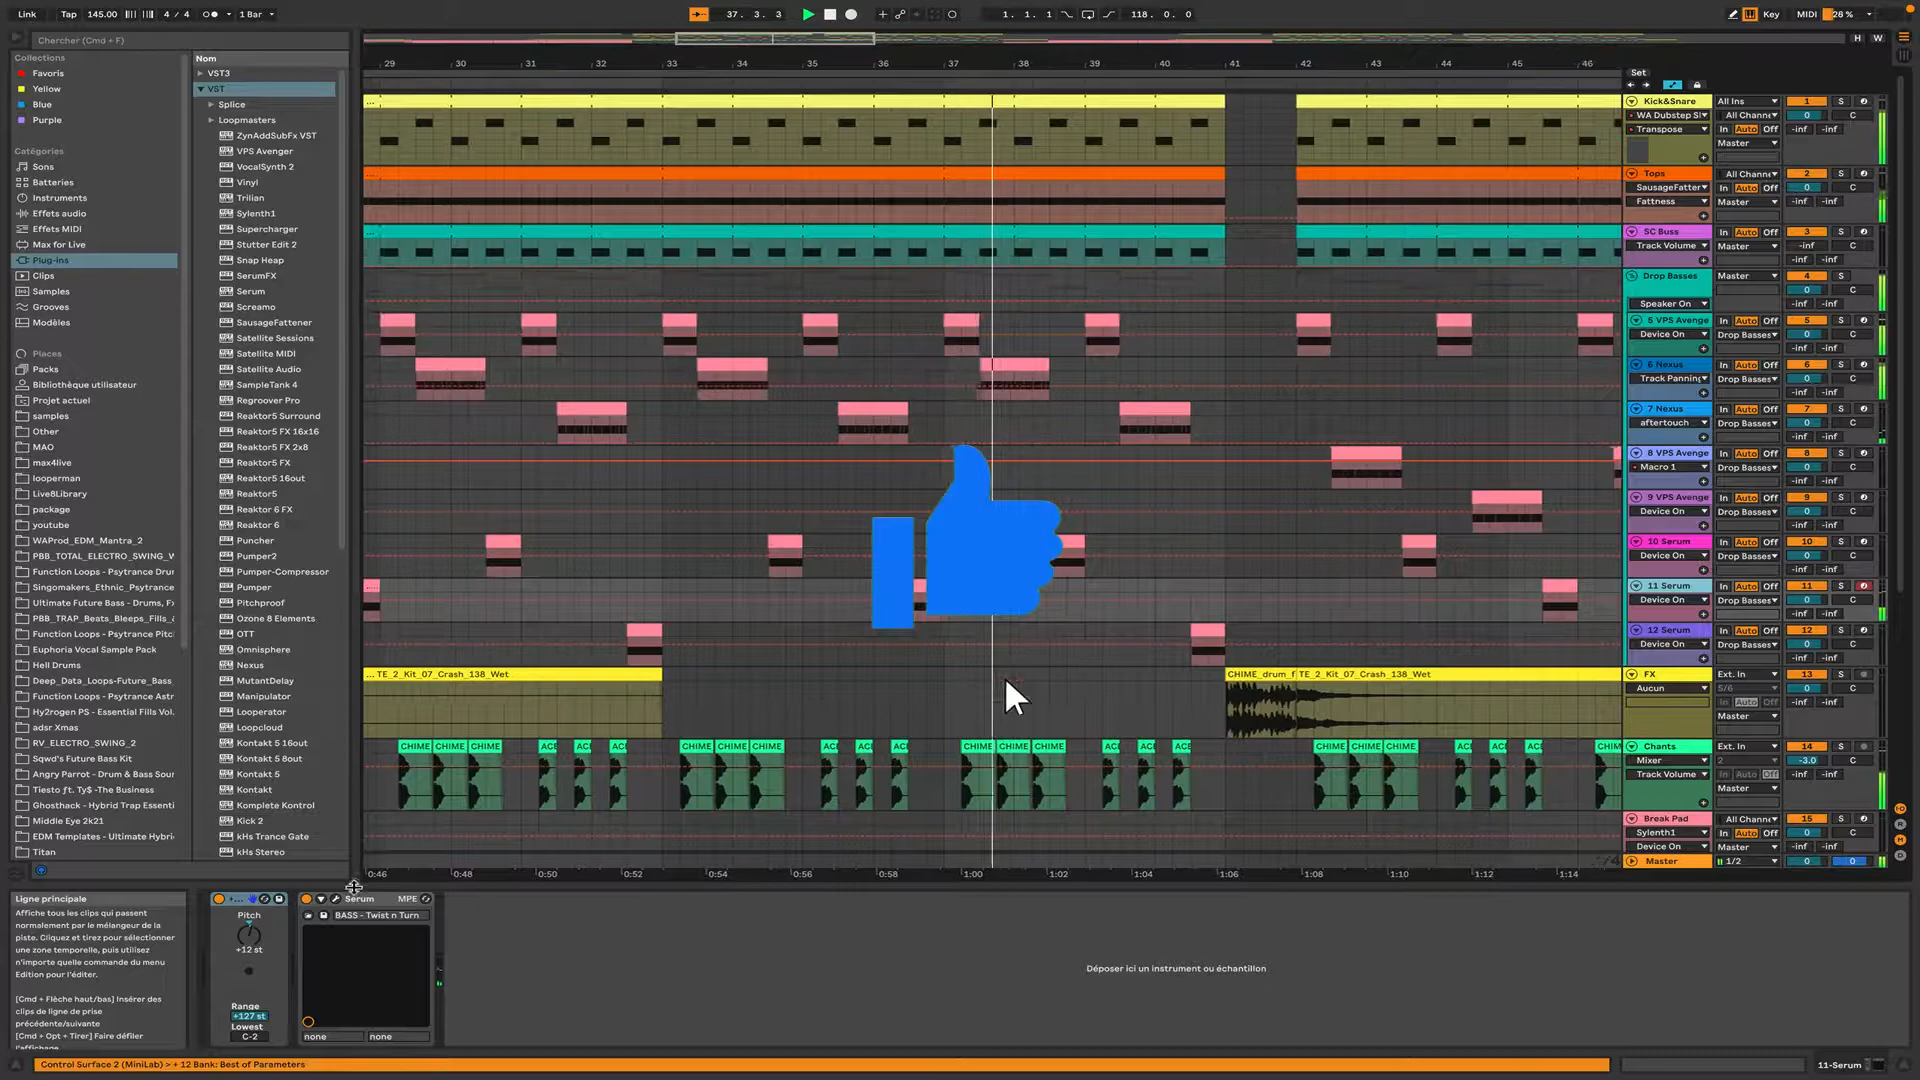 Link
Tap
145.00
4 / 4
1 Bar
37. 3. 3
1. 1. 1
118. 0. 0
Key
MIDI
28 %
Chercher (Cmd + F)
H
W
Collections
Favoris
Yellow
Blue
Purple
Catégories
Sons
Batteries
Instruments
Effets audio
Effets MIDI
Max for Live
Plug-ins
Clips
Samples
Grooves
Modèles
Places
Packs
Bibliothèque utilisateur
Projet actuel
samples
Other
MAO
max4live
looperman
Live8Library
package
youtube
WAProd_EDM_Mantra_2
PBB_TOTAL_ELECTRO_SWING_W
Function Loops - Psytrance Drur
Singomakers_Ethnic_Psytrance
Ultimate Future Bass - Drums, Fx
PBB_TRAP_Beats_Bleeps_Fills_&
Function Loops - Psytrance Pitcl
Euphoria Vocal Sample Pack
Hell Drums
Deep_Data_Loops-Future_Bass_
Function Loops - Psytrance Astr
Hy2rogen PS - Essential Fills Vol.
adsr Xmas
RV_ELECTRO_SWING_2
Sqwd's Future Bass Kit
Angry Parrot - Drum & Bass Soun
Tiesto ft. Ty$ -The Business
Ghosthack - Hybrid Trap Essenti
Middle Eye 2k21
EDM Templates - Ultimate Hybri
Titan
Nom
VST3
VST
Splice
Loopmasters
ZynAddSubFx VST
VPS Avenger
VocalSynth 2
Vinyl
Trilian
Sylenth1
Supercharger
Stutter Edit 2
Snap Heap
SerumFX
Serum
Screamo
SausageFattener
Satellite Sessions
Satellite MIDI
Satellite Audio
SampleTank 4
Regroover Pro
Reaktor5 Surround
Reaktor5 FX 16x16
Reaktor5 FX 2x8
Reaktor5 FX
Reaktor5 16out
Reaktor5
Reaktor 6 FX
Reaktor 6
Puncher
Pumper2
Pumper-Compressor
Pumper
Pitchproof
Ozone 8 Elements
OTT
Omnisphere
Nexus
MutantDelay
Manipulator
Looperator
Loopcloud
Kontakt 5 16out
Kontakt 5 8out
Kontakt 5
Kontakt
Komplete Kontrol
Kick 2
kHs Trance Gate
kHs Stereo
29 30 31 32 33 34 35 36 37 38 39 40 41 42 43 44 45 46
Set
Kick&Snare
All Ins
1
S
WA Dubstep S
All Channe
0
C
Transpose
In Auto Off
-inf -inf
Master
Tops
All Channe
2
S
SausageFatter
In Auto Off
0
C
Fattness
Master
-inf -inf
SC Buss
In Auto Off
3
S
Track Volume
Master
-inf
C
-inf -inf
Drop Basses
Master
4
S
0
C
Speaker On
-inf -inf
5 VPS Avenge
In Auto Off
5
S
Device On
Drop Basses
0
C
-inf -inf
6 Nexus
In Auto Off
6
S
Track Panning
Drop Basses
0
C
-inf -inf
7 Nexus
In Auto Off
7
S
aftertouch
Drop Basses
0
C
-inf -inf
8 VPS Avenge
In Auto Off
8
S
Macro 1
Drop Basses
0
C
-inf -inf
9 VPS Avenge
In Auto Off
9
S
Device On
Drop Basses
0
C
-inf -inf
10 Serum
In Auto Off
10
S
Device On
Drop Basses
0
C
-inf -inf
11 Serum
In Auto Off
11
S
Device On
Drop Basses
0
C
-inf -inf
12 Serum
In Auto Off
12
S
Device On
Drop Basses
0
C
-inf -inf
... TE_2_Kit_07_Crash_138_Wet
CHIME_drum_f
TE_2_Kit_07_Crash_138_Wet
FX
Ext. In
13
S
Aucun
5/6
0
C
In Auto Off
-inf -inf
Master
CHIME CHIME CHIME ACI ACI ACI CHIME CHIME CHIME ACI ACI ACI CHIME CHIME CHIME ACI ACI ACI CHIME CHIME CHIME ACI ACI ACI CHIM
Chants
Ext. In
14
S
Mixer
2
-3.0
C
Track Volume
In Auto Off
-inf -inf
Master
Break Pad
All Channe
15
S
Sylenth1
In Auto Off
0
C
Device On
Master
-inf -inf
Master
1/2
0
0
0:46 0:48 0:50 0:52 0:54 0:56 0:58 1:00 1:02 1:04 1:06 1:08 1:10 1:12 1:14
Ligne principale
Affiche tous les clips qui passent
normalement par le mélangeur de la
piste. Cliquez et tirez pour sélectionner
une zone temporelle, puis utilisez
n'importe quelle commande du menu
Edition pour l'éditer.
[Cmd + Flèche haut/bas] Insérer des
clips de ligne de prise
précédente/suivante
[Cmd + Opt + Tirer] Faire défiler
l'affichage
Pitch
+12 st
Range
+127 st
Lowest
C-2
Serum
MPE
BASS - Twist n Turn
none
none
Déposer ici un instrument ou échantillon
Control Surface 2 (MiniLab) > + 12 Bank: Best of Parameters
11-Serum